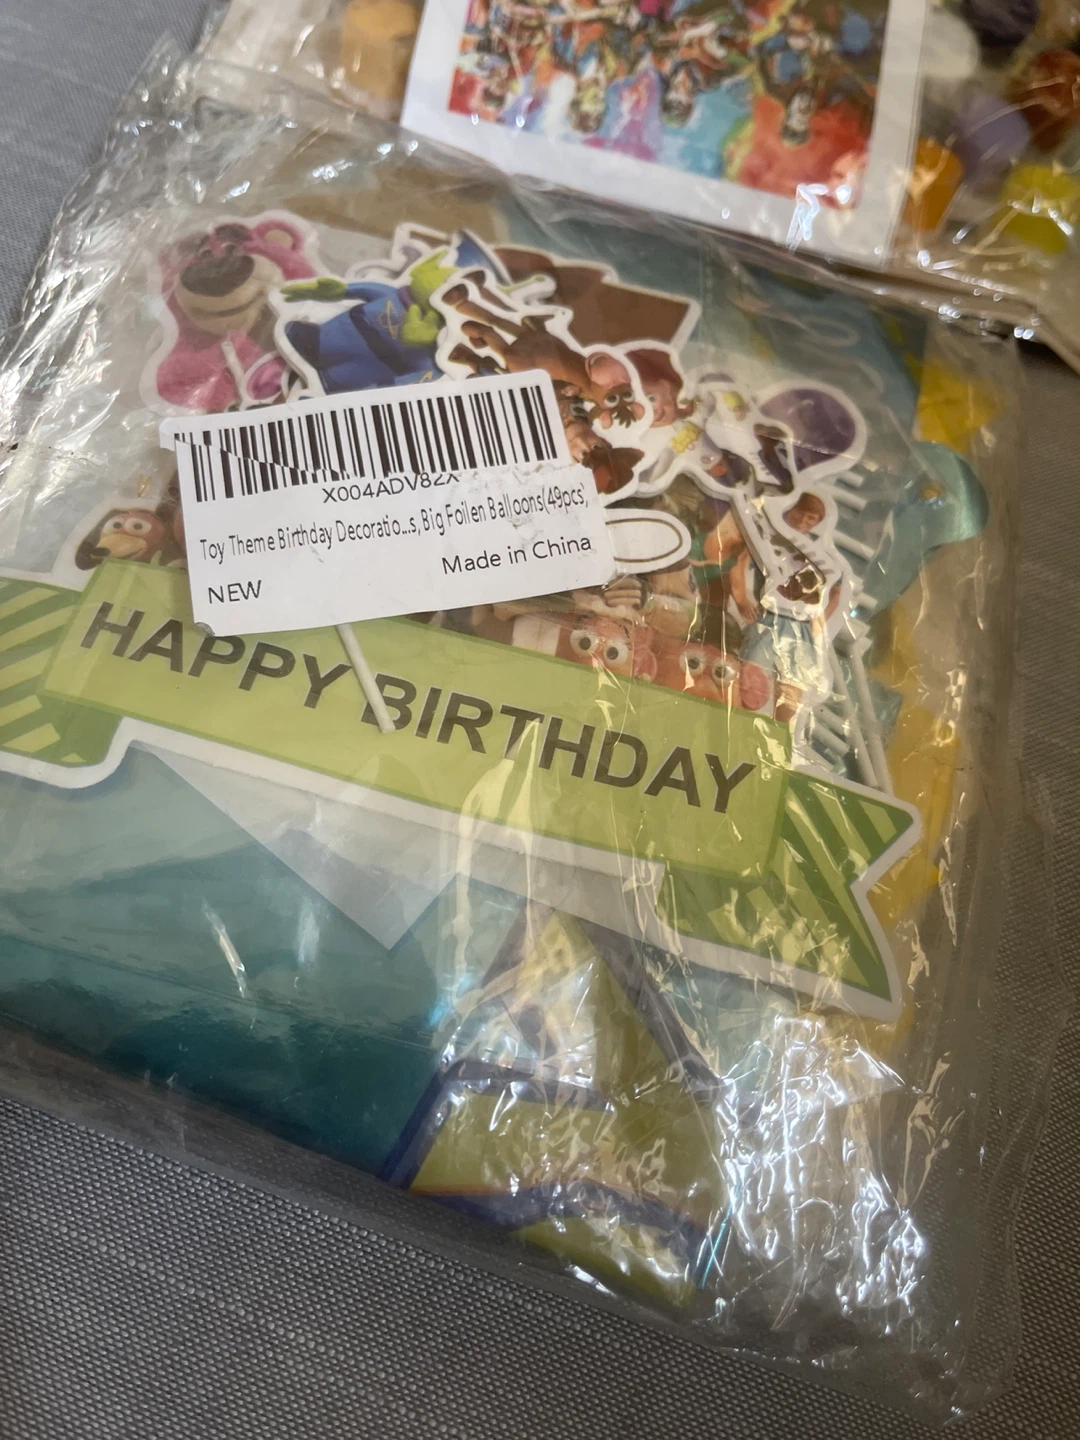 X004ADV82X
Toy Theme Birthday Decoratio...s, Big Foilen Balloons(49pcs),
NEW
Made in China
HAPPY BIRTHDAY